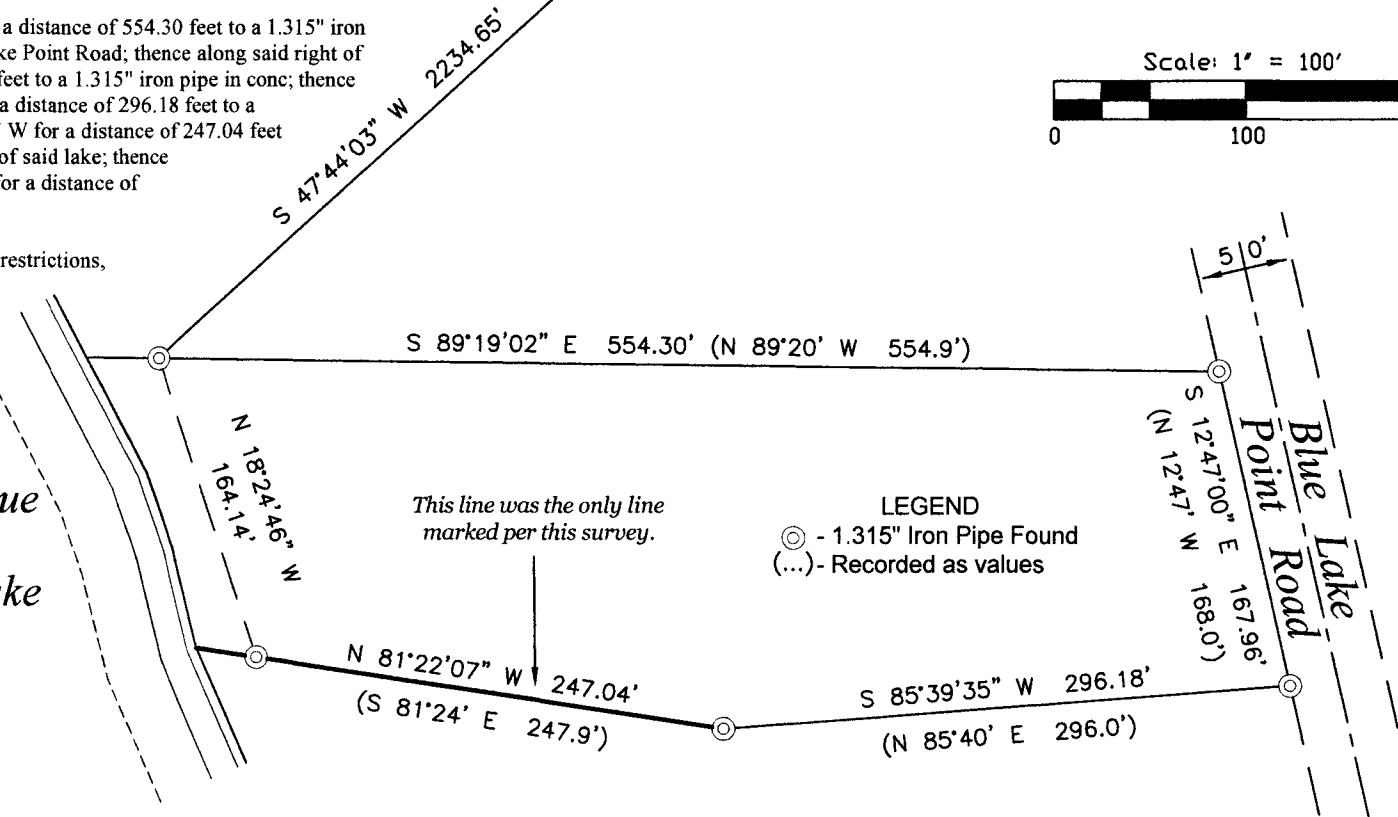 a distance of 554.30 feet to a 1.315" iron
ke Point Road; thence along said right of
feet to a 1.315" iron pipe in conc; thence
a distance of 296.18 feet to a
W for a distance of 247.04 feet
of said lake; thence
for a distance of
restrictions,
S 47°44'03" W 2234.65'
Scale: 1" = 100'
0 100
50'
S 89°19'02" E 554.30' (N 89°20' W 554.9')
N 18°24'46" W
164.14'
S 12°47'00" E 167.96'
(N 12°47' W 168.0')
Blue Lake
Point Road
ue
ke
This line was the only line
marked per this survey.
LEGEND
- 1.315" Iron Pipe Found
(...)- Recorded as values
N 81°22'07" W 247.04'
(S 81°24' E 247.9')
S 85°39'35" W 296.18'
(N 85°40' E 296.0')